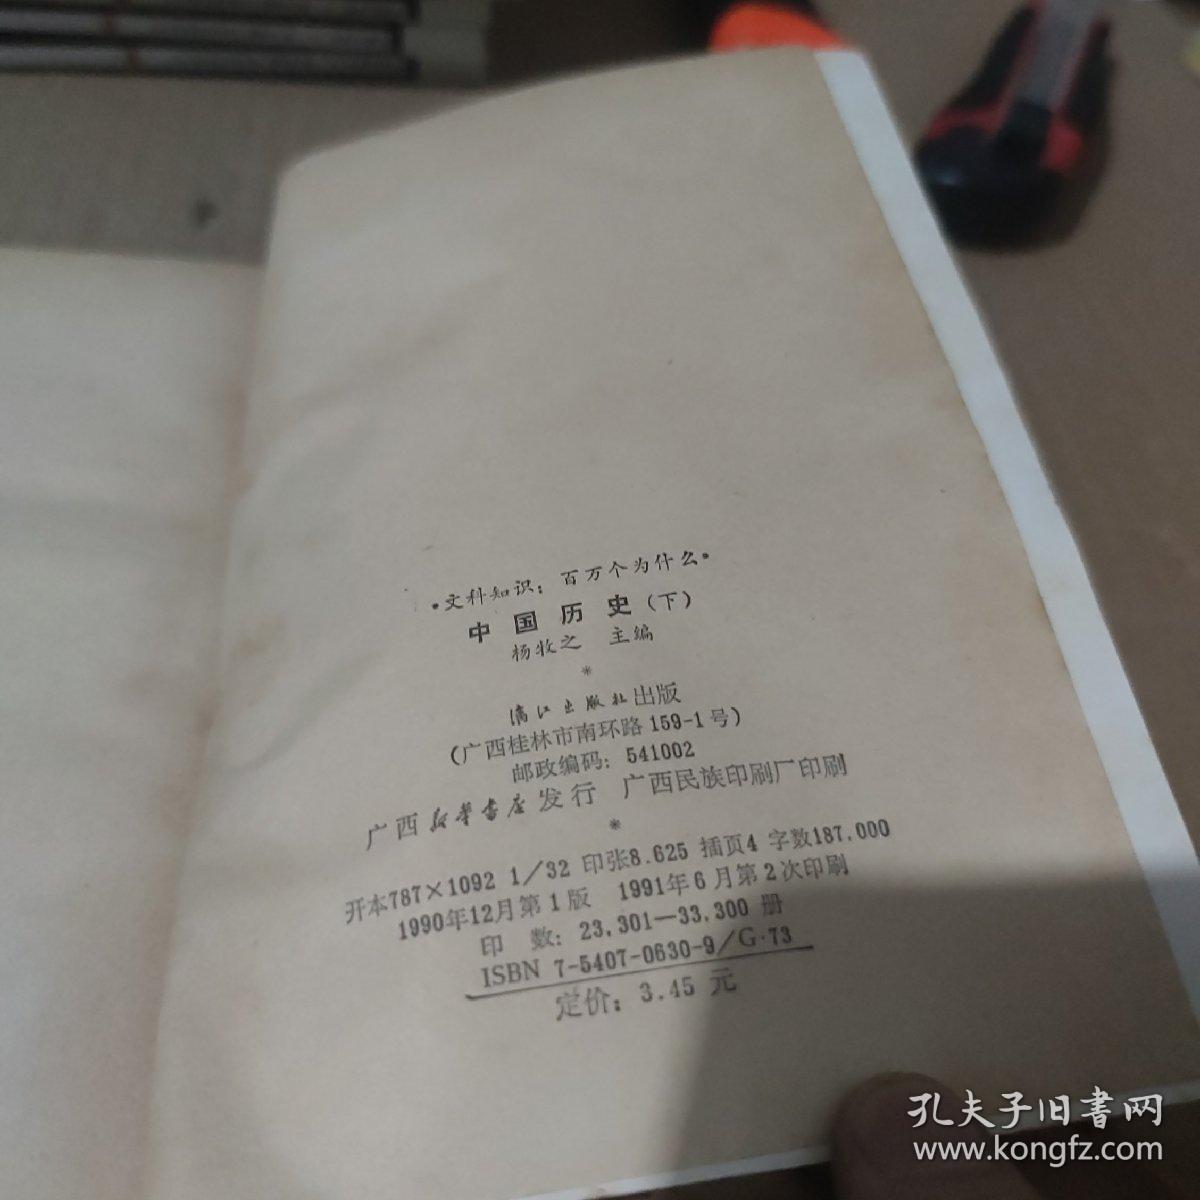 •文科知识：百万个为什么•
中国历史（下）
杨牧之 主编
*
漓江出版社出版
（广西桂林市南环路159-1号）
邮政编码：541002
广西新华书店发行 广西民族印刷厂印刷
*
开本787×1092 1/32 印张8.625 插页4 字数187.000
1990年12月第1版 1991年6月第2次印刷
印 数：23,301—33,300 册
ISBN 7-5407-0630-9/G·73
定价：3.45 元
孔夫子旧書网
www.kongfz.com